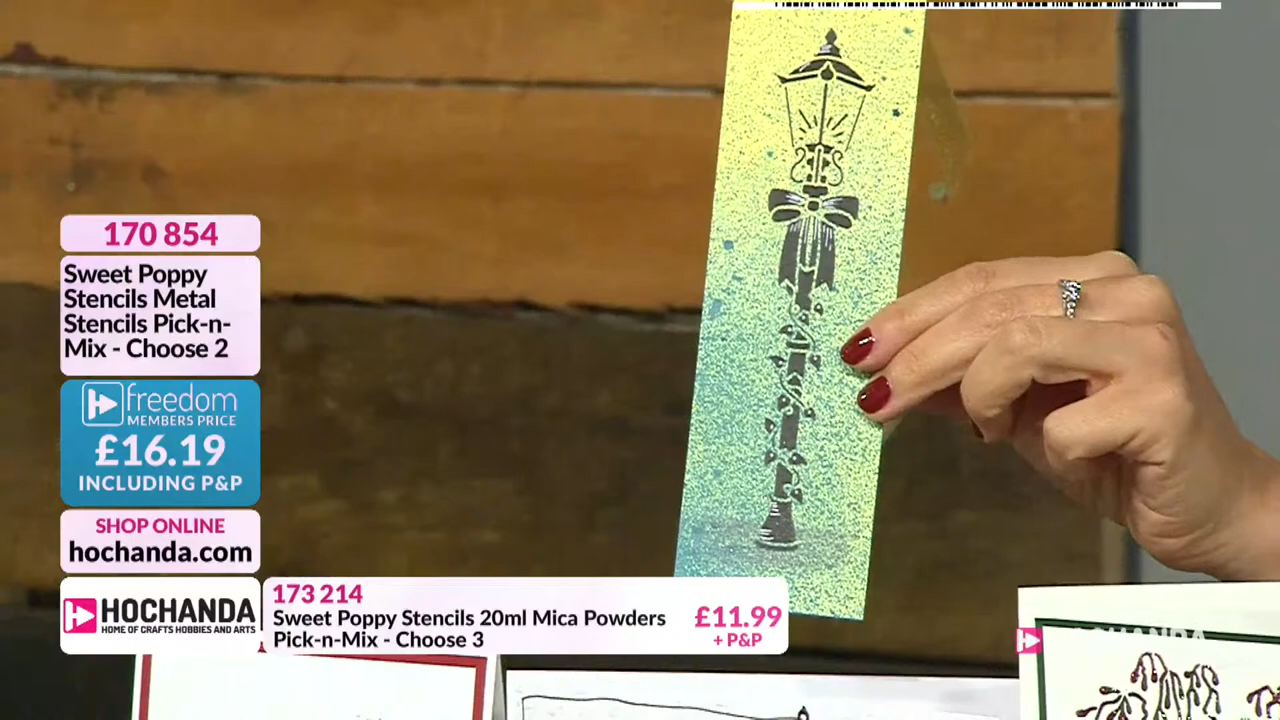 170 854
Sweet Poppy
Stencils Metal
Stencils Pick-n-
Mix - Choose 2
freedom
MEMBERS PRICE
£16.19
INCLUDING P&P
SHOP ONLINE
hochanda.com
HOCHANDA
HOME OF CRAFTS HOBBIES AND ARTS
173 214
Sweet Poppy Stencils 20ml Mica Powders
Pick-n-Mix - Choose 3
£11.99
+ P&P
HOCHANDA